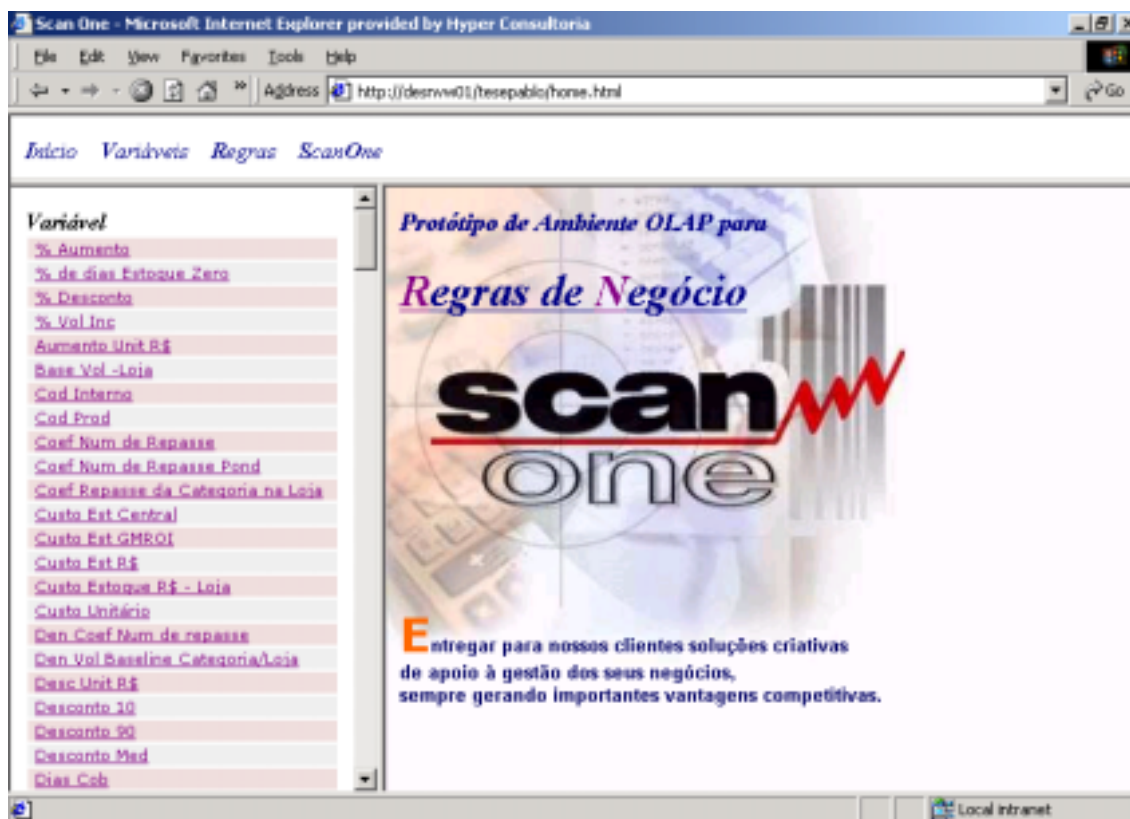 Scan One - Microsoft Internet Explorer provided by Hyper Consultoria
File Edit View Favorites Tools Help
Address http://desrvw01/tesepablo/home.html Go
Início Variáveis Regras ScanOne
Variável
% Aumento
% de dias Estoque Zero
% Desconto
% Vol Inc
Aumento Unit R$
Base Vol -Loja
Cod Interno
Cod Prod
Coef Num de Repasse
Coef Num de Repasse Pond
Coef Repasse da Categoria na Loja
Custo Est Central
Custo Est GMROI
Custo Est R$
Custo Estoque R$ - Loja
Custo Unitário
Den Coef Num de repasse
Den Vol Baseline Categoria/Loja
Desc Unit R$
Desconto 10
Desconto 90
Desconto Med
Dias Cob
Protótipo de Ambiente OLAP para
Regras de Negócio
scan
one
Entregar para nossos clientes soluções criativas
de apoio à gestão dos seus negócios,
sempre gerando importantes vantagens competitivas.
Local intranet